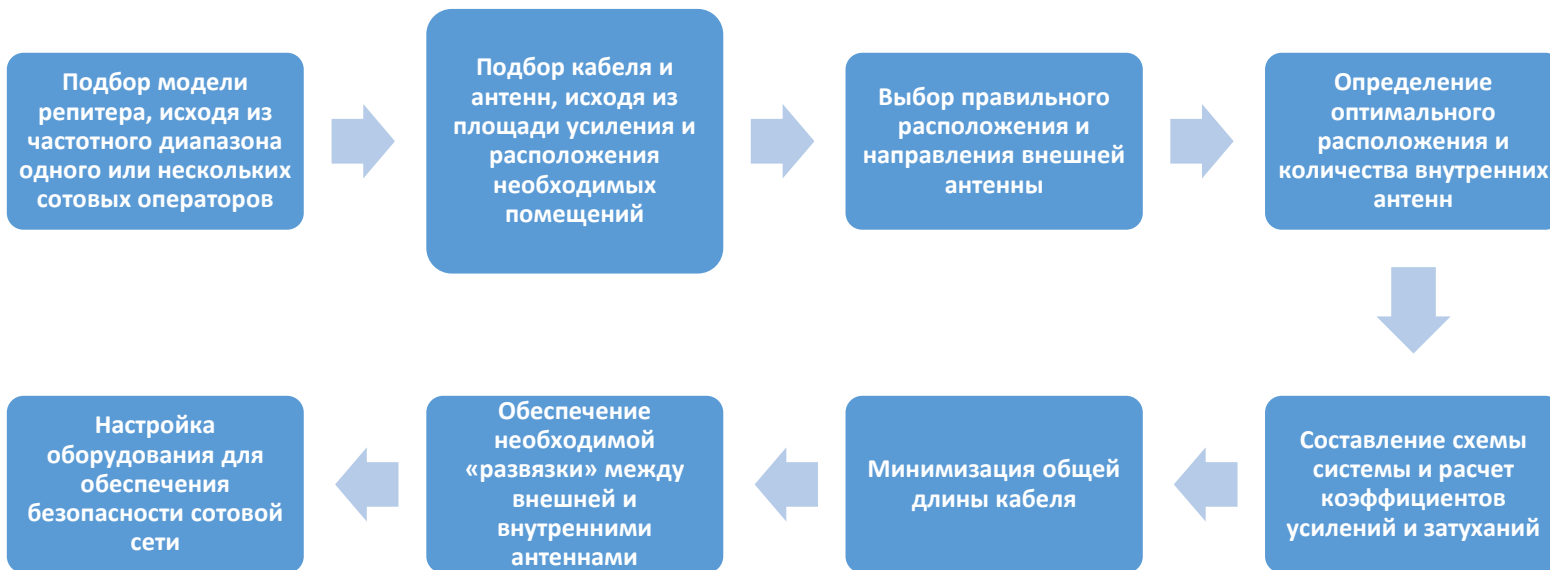 Подбор модели
репитера, исходя из
частотного диапазона
одного или нескольких
сотовых операторов
Подбор кабеля и
антенн, исходя из
площади усиления и
расположения
необходимых
помещений
Выбор правильного
расположения и
направления внешней
антенны
Определение
оптимального
расположения и
количества внутренних
антенн
Составление схемы
системы и расчет
коэффициентов
усилений и затуханий
Минимизация общей
длины кабеля
Обеспечение
необходимой
«развязки» между
внешней и
внутренними
антеннами
Настройка
оборудования для
обеспечения
безопасности сотовой
сети